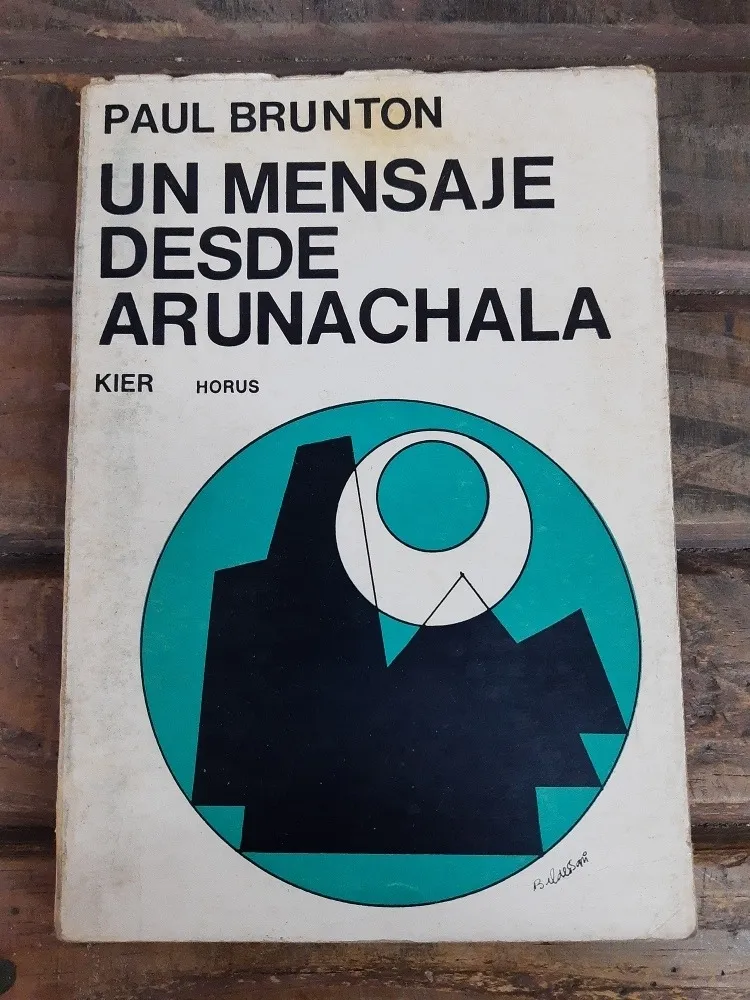 PAUL BRUNTON
UN MENSAJE
DESDE
ARUNACHALA
KIER HORUS